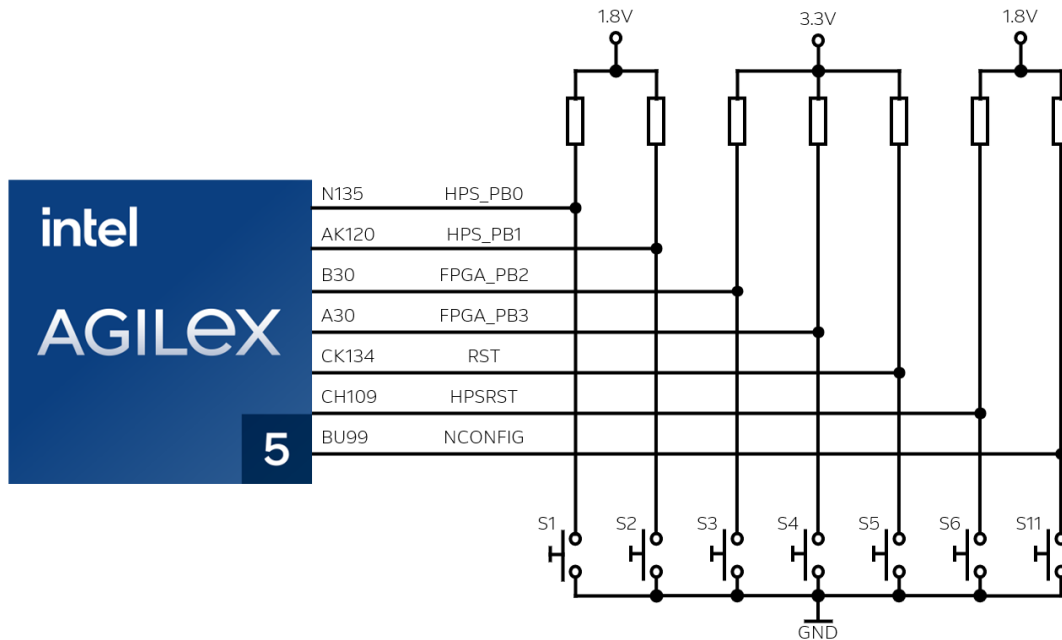 1.8V 3.3V 1.8V
N135 HPS_PB0
intel
AK120 HPS_PB1
B30 FPGA_PB2
A30 FPGA_PB3
AGILEX
CK134 RST
CH109 HPSRST
5
BU99 NCONFIG
S1 S2 S3 S4 S5 S6 S11
GND